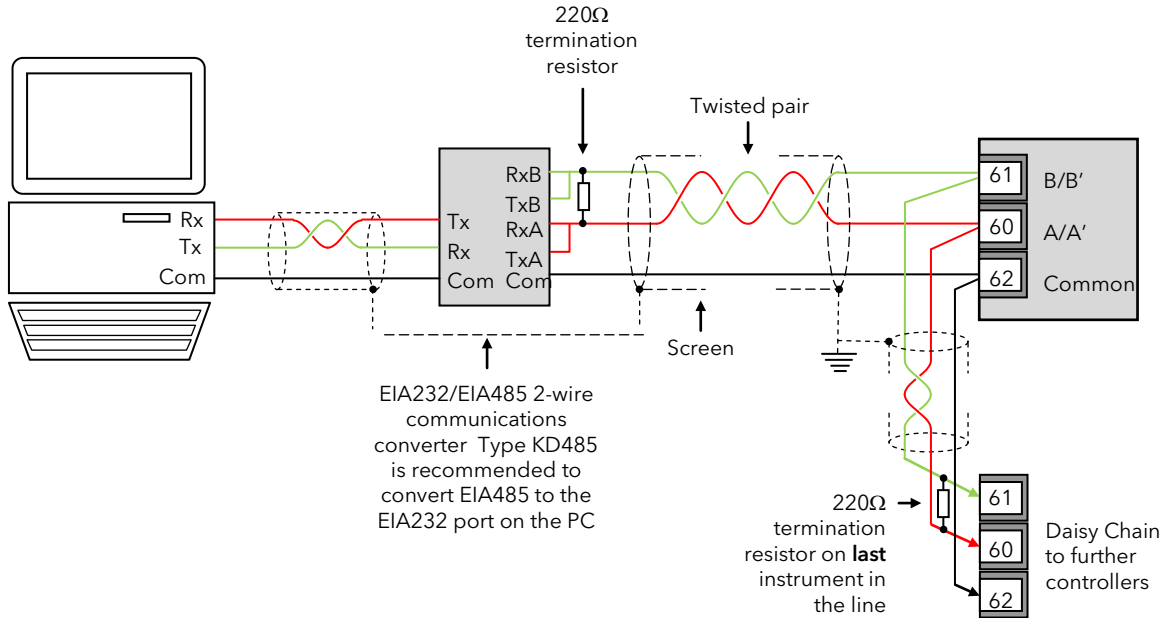 220Ω
termination
resistor
Twisted pair
Rx
Tx
Com
Tx
Rx
Com
RxB
TxB
RxA
TxA
Com
61
B/B'
60
A/A'
62
Common
Screen
EIA232/EIA485 2-wire
communications
converter Type KD485
is recommended to
convert EIA485 to the
EIA232 port on the PC
220Ω
termination
resistor on last
instrument in
the line
61
60
62
Daisy Chain
to further
controllers